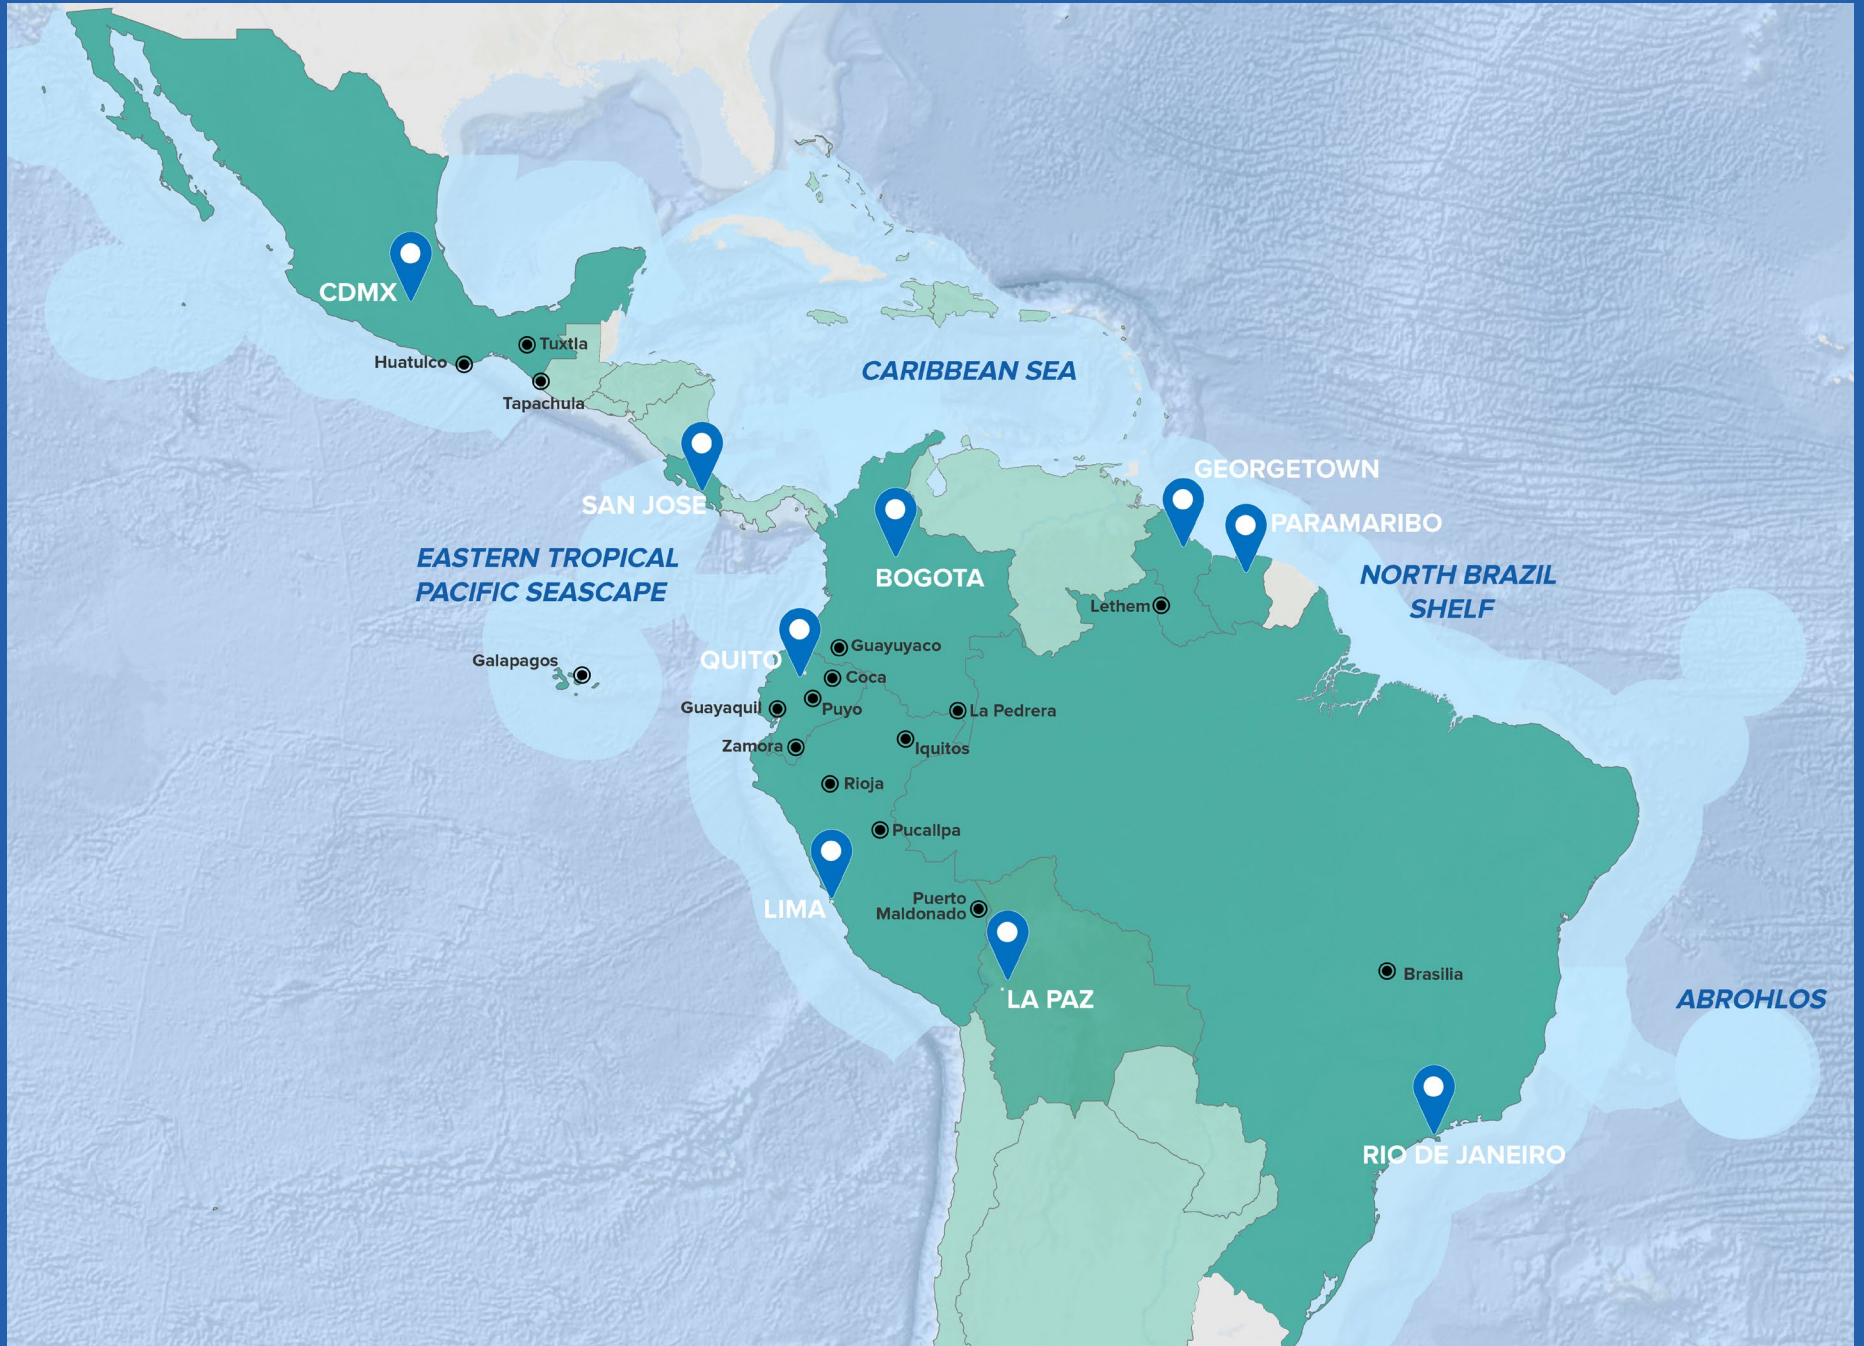 CDMX
Tuxtla
Huatulco
Tapachula
CARIBBEAN SEA
SAN JOSE
GEORGETOWN
PARAMARIBO
BOGOTA
EASTERN TROPICAL
PACIFIC SEASCAPE
NORTH BRAZIL
SHELF
Lethem
Guayuyaco
QUITO
Galapagos
Coca
Guayaquil
Puyo
La Pedrera
Zamora
Iquitos
Rioja
Pucallpa
LIMA
Puerto
Maldonado
Brasilia
LA PAZ
ABROHLOS
RIO DE JANEIRO